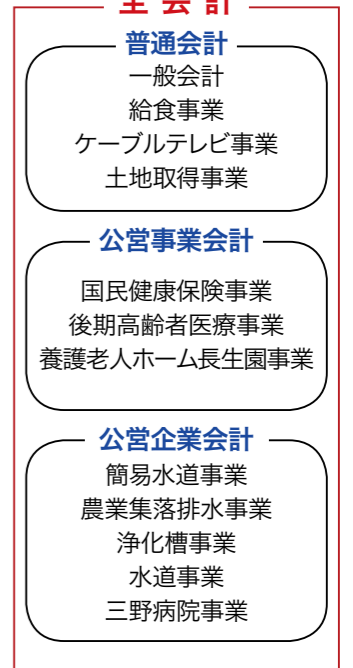 全会計
普通会計
一般会計
給食事業
ケーブルテレビ事業
土地取得事業
公営事業会計
国民健康保険事業
後期高齢者医療事業
養護老人ホーム長生園事業
公営企業会計
簡易水道事業
農業集落排水事業
浄化槽事業
水道事業
三野病院事業